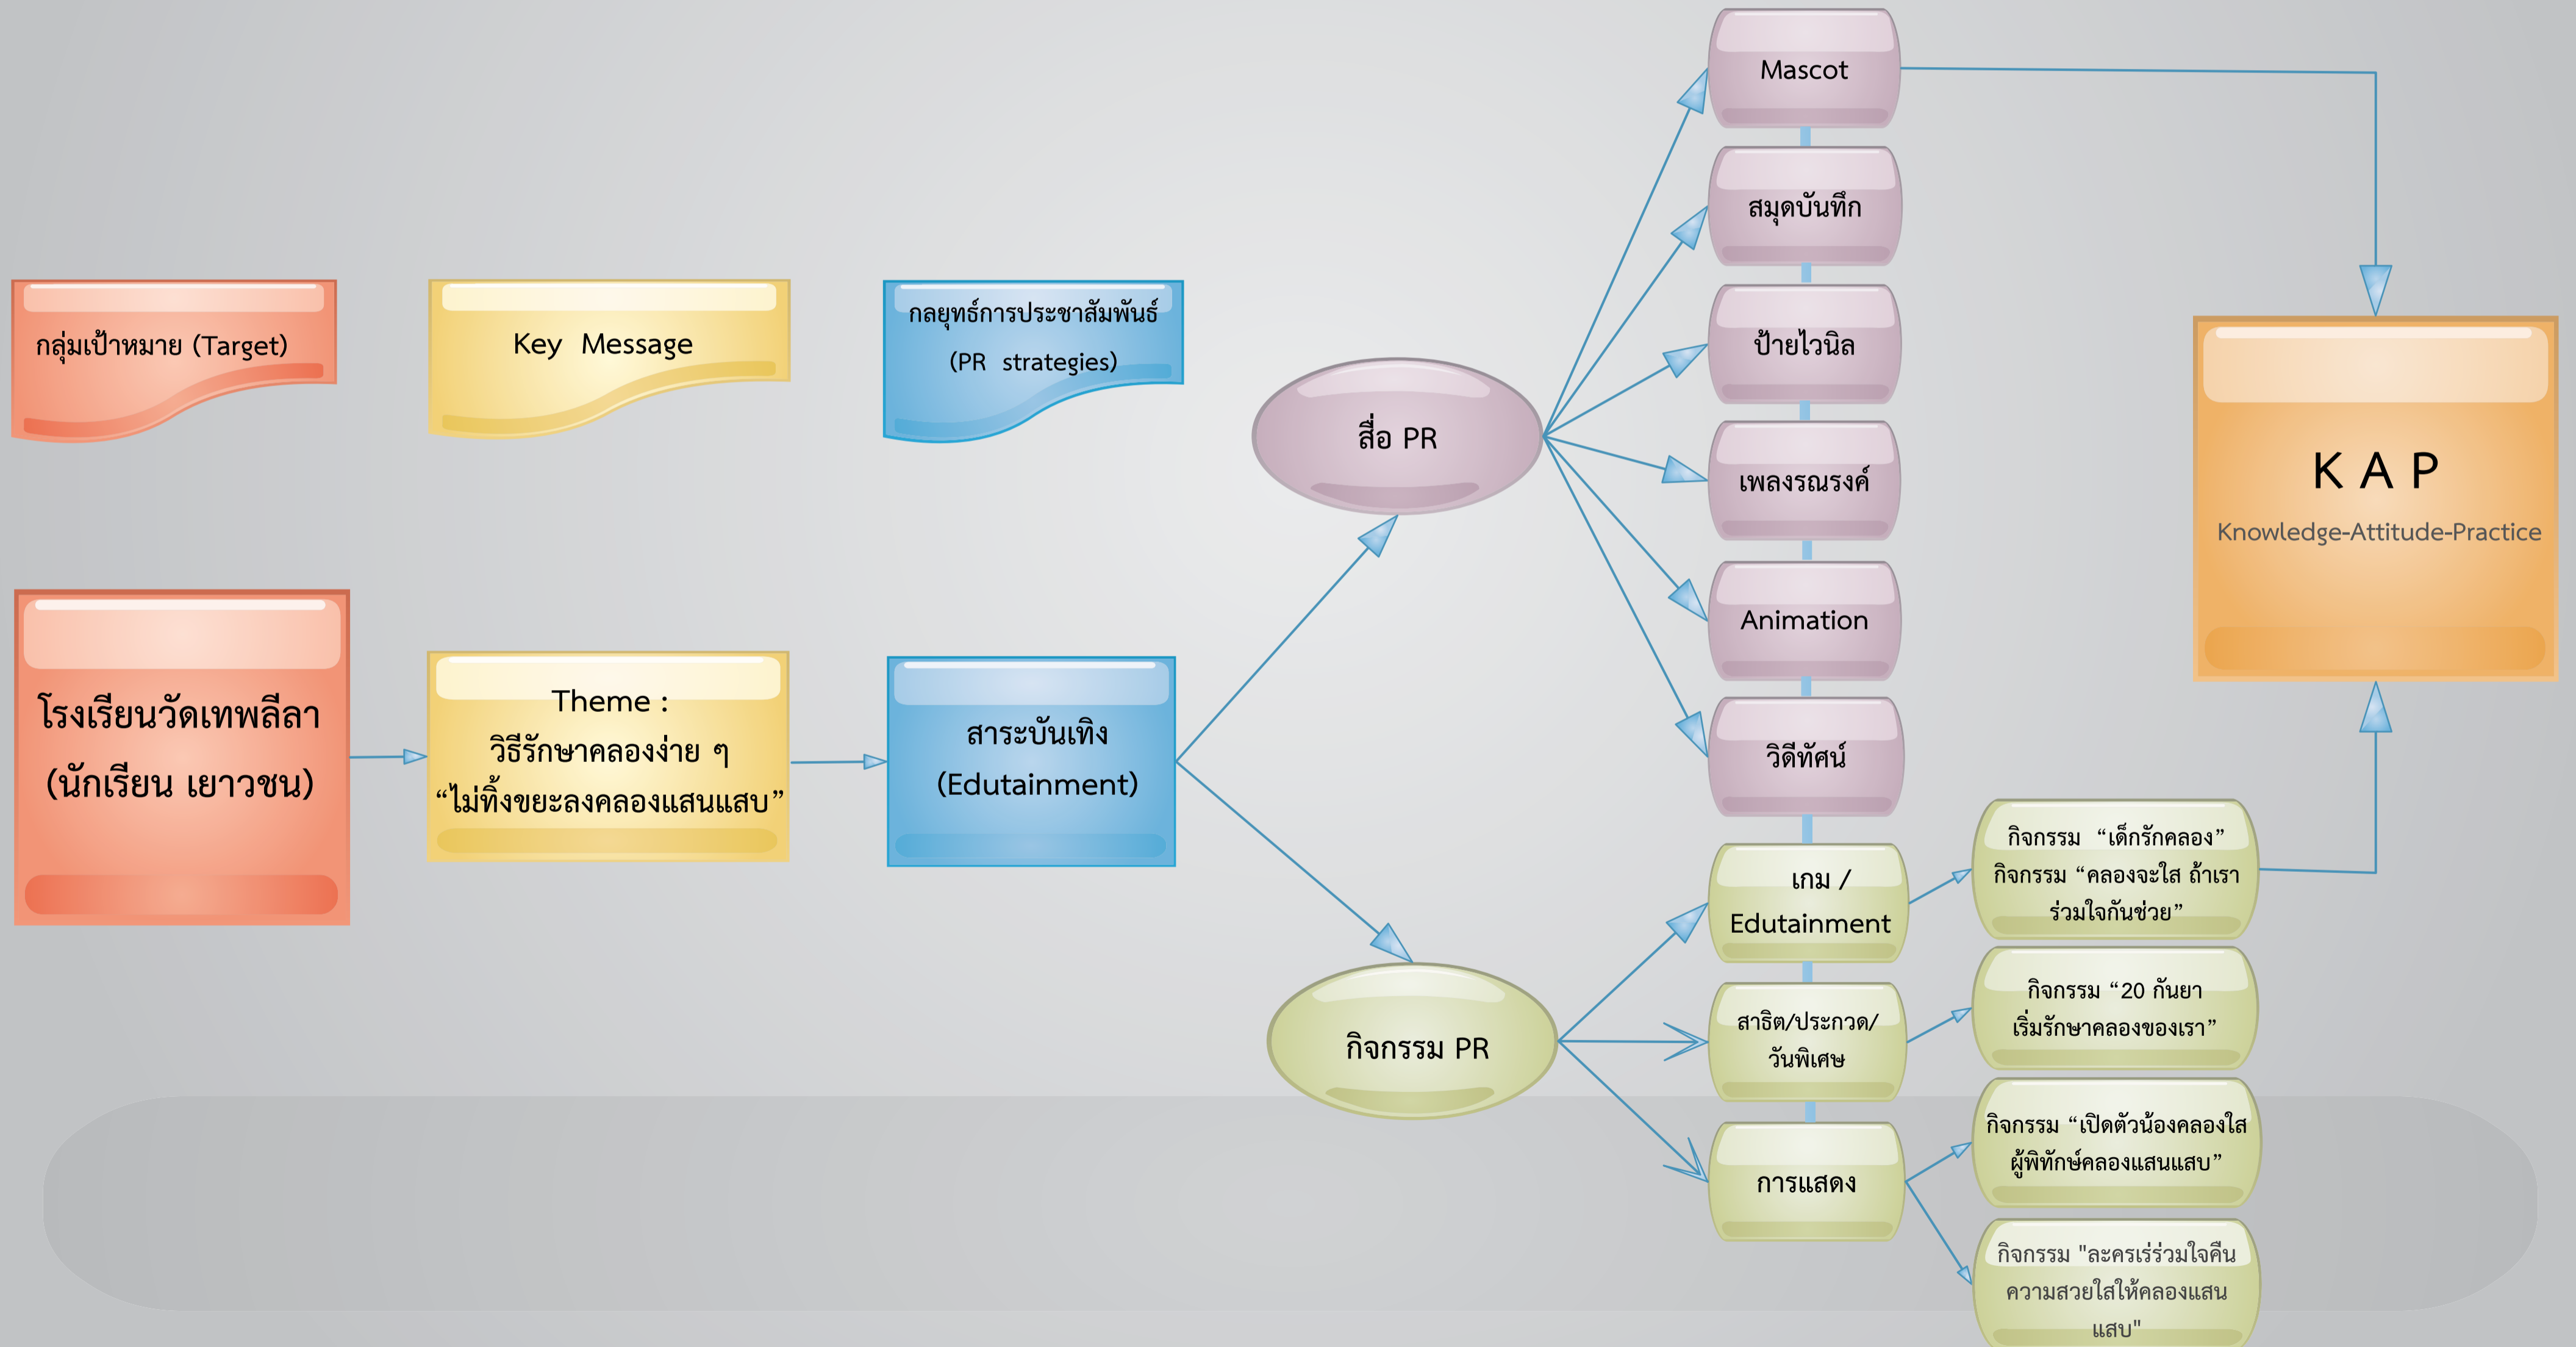 กลุ่มเป้าหมาย (Target)
Key Message
กลยุทธ์การประชาสัมพันธ์
(PR strategies)
โรงเรียนวัดเทพลีลา
(นักเรียน เยาวชน)
Theme :
วิธีรักษาคลองง่าย ๆ
“ไม่ทิ้งขยะลงคลองแสนแสบ”
สาระบันเทิง
(Edutainment)
สื่อ PR
Mascot
สมุดบันทึก
ป้ายไวนิล
เพลงรณรงค์
Animation
วิดีทัศน์
กิจกรรม PR
เกม /
Edutainment
สาธิต/ประกวด/
วันพิเศษ
การแสดง
กิจกรรม “เด็กรักคลอง”
กิจกรรม “คลองจะใส ถ้าเรา
ร่วมใจกันช่วย”
กิจกรรม “20 กันยา
เริ่มรักษาคลองของเรา”
กิจกรรม “เปิดตัวน้องคลองใส
ผู้พิทักษ์คลองแสนแสบ”
กิจกรรม "ละครเร่ร่วมใจคืน
ความสวยใสให้คลองแสน
แสบ"
K A P
Knowledge-Attitude-Practice